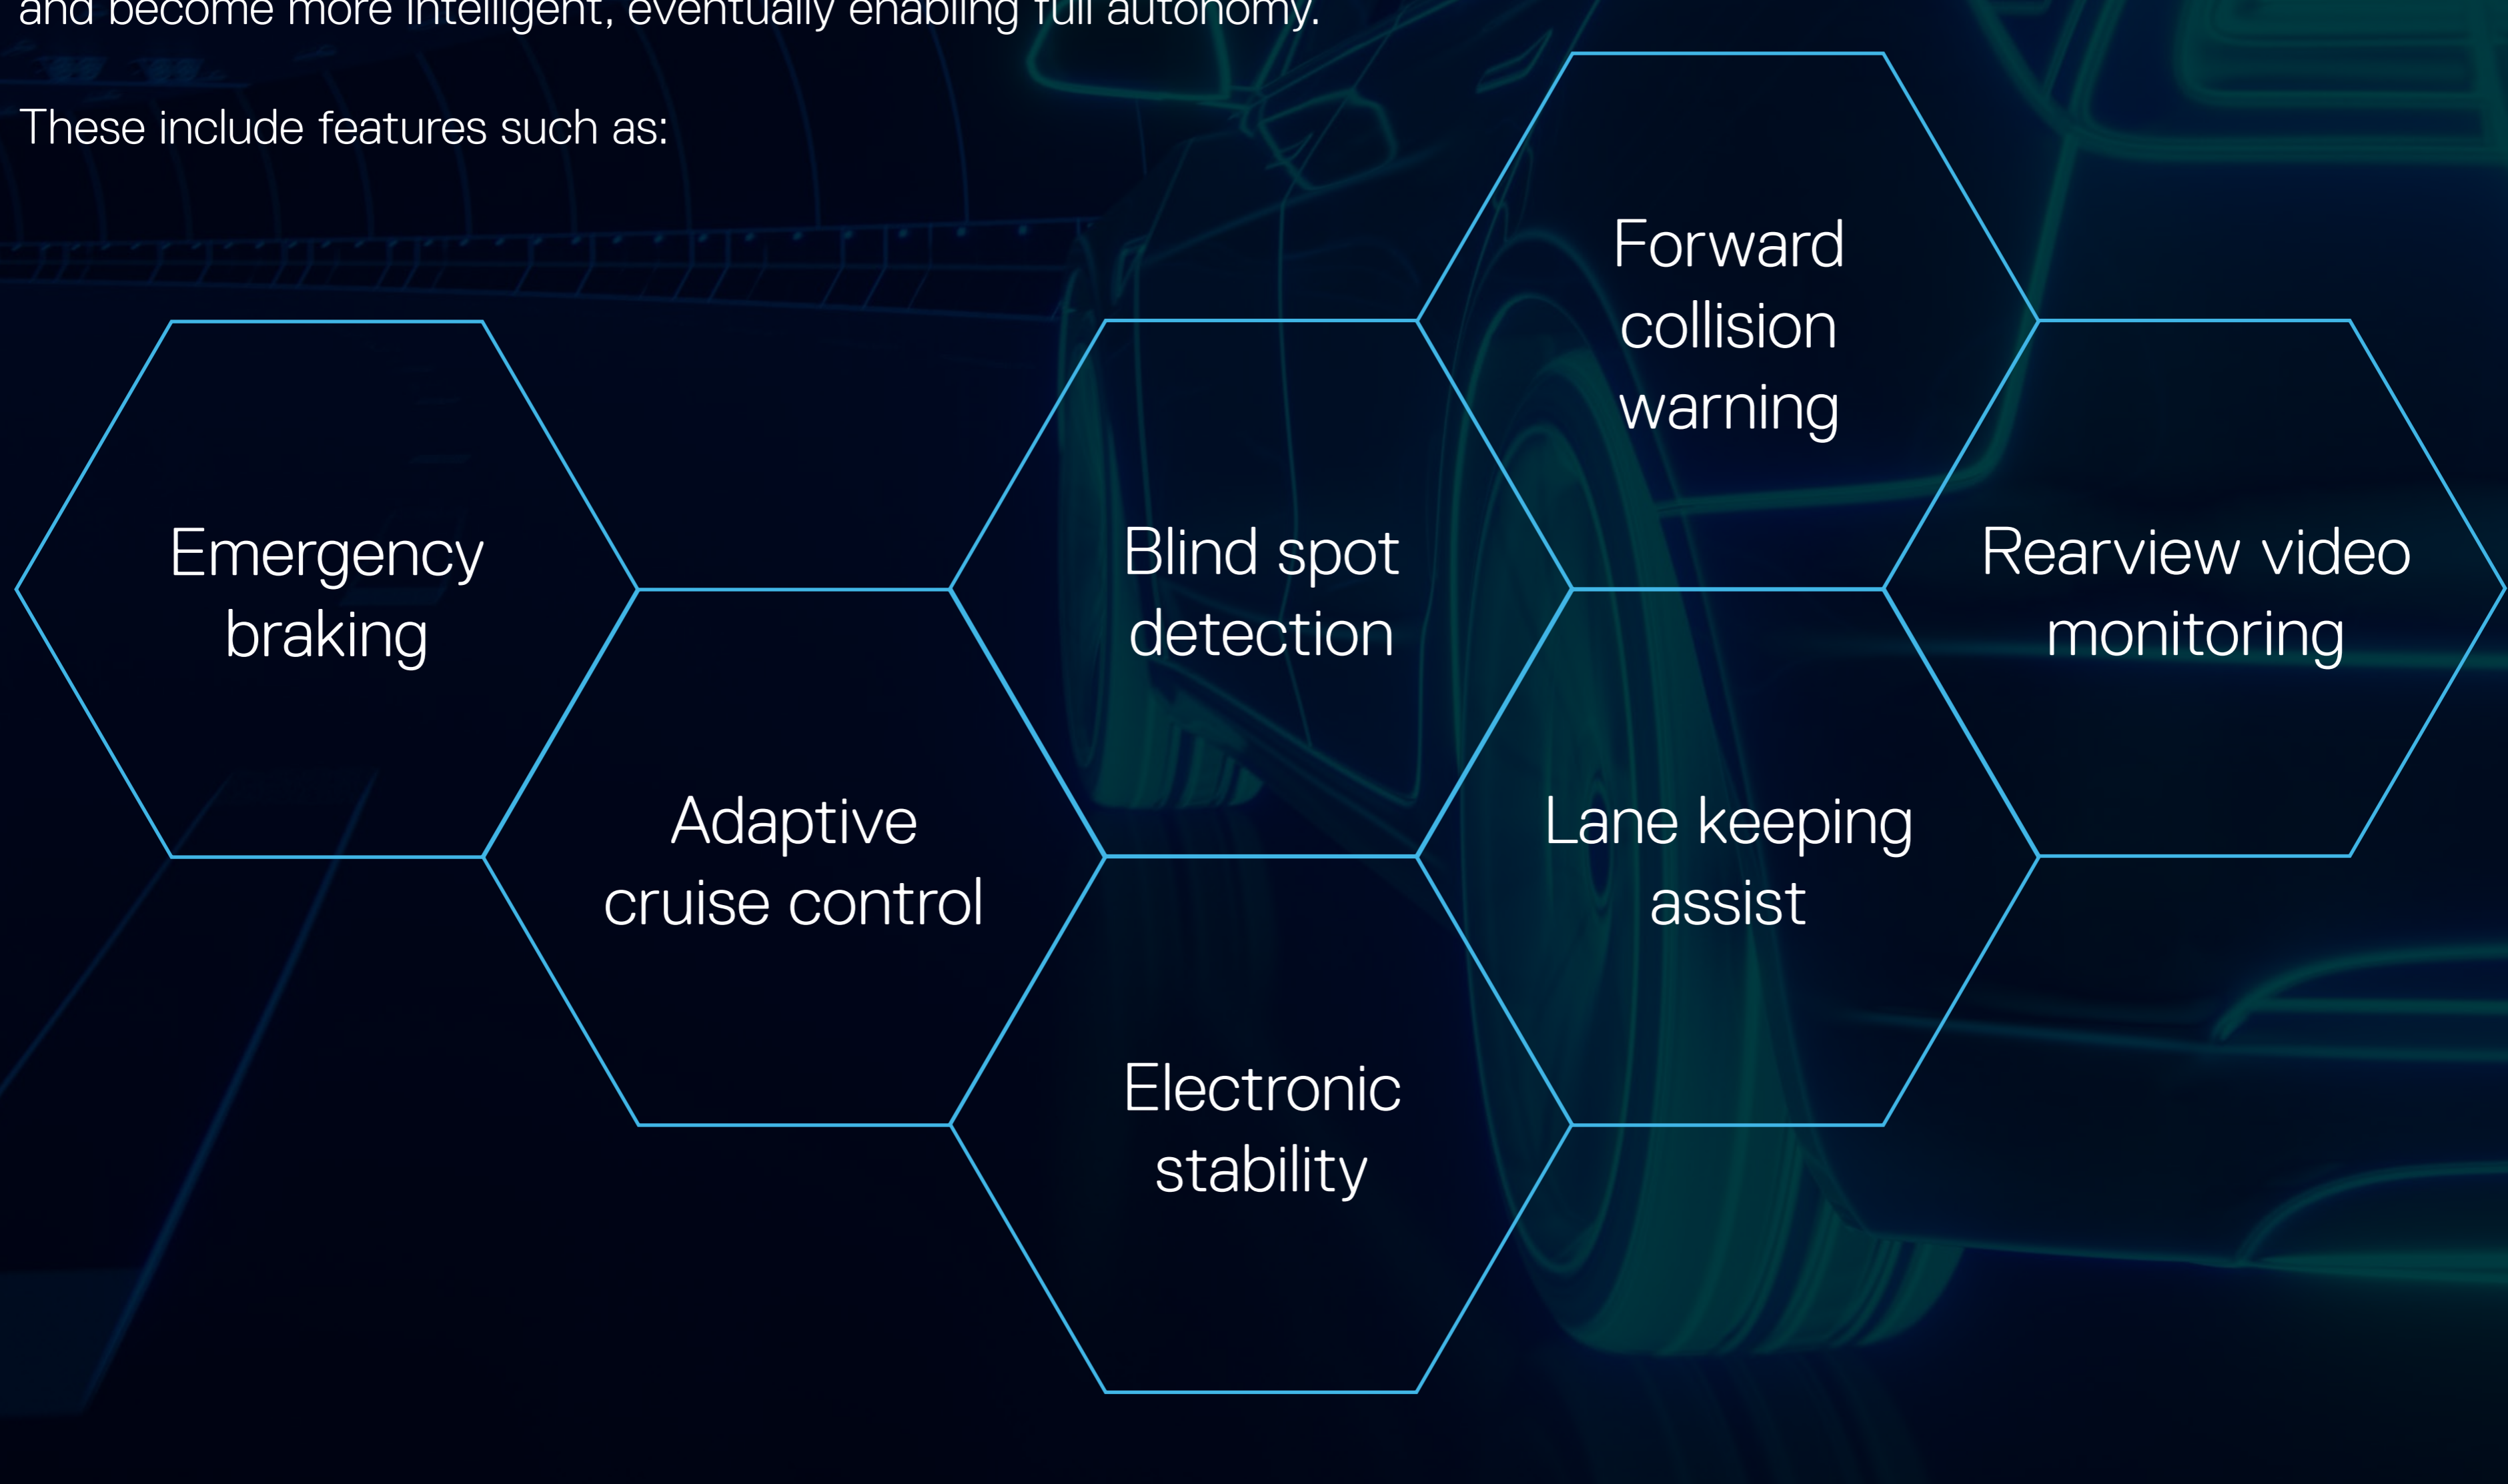 and become more intelligent, eventually enabling full autonomy.
These include features such as:
Emergency
braking
Adaptive
cruise control
Blind spot
detection
Electronic
stability
Forward
collision
warning
Lane keeping
assist
Rearview video
monitoring